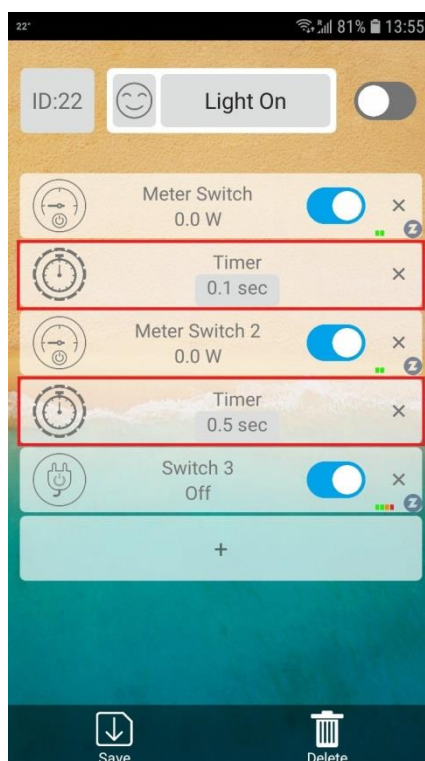 22°
81% 13:55
ID:22
Light On
Meter Switch
0.0 W
×
Z
Timer
0.1 sec
×
Meter Switch 2
0.0 W
×
Z
Timer
0.5 sec
×
Switch 3
Off
×
Z
+
Save
Delete